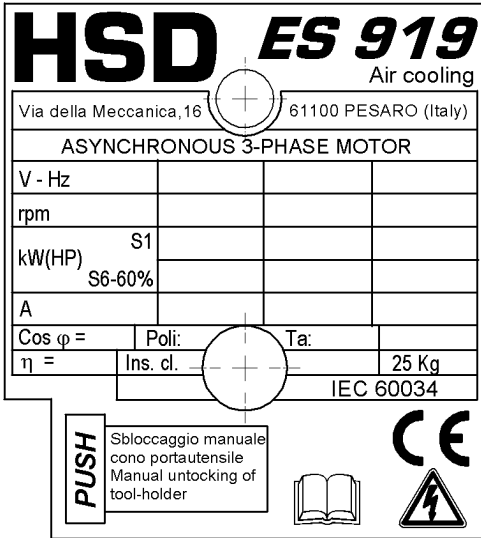 HSD ES 919
Air cooling
Via della Meccanica,16 61100 PESARO (Italy)
ASYNCHRONOUS 3-PHASE MOTOR
V - Hz
rpm
kW(HP) S1
S6-60%
A
Cos φ = Poli: Ta:
η = Ins. cl. 25 Kg
IEC 60034
PUSH
Sbloccaggio manuale
cono portautensile
Manual untocking of
tool-holder
CE